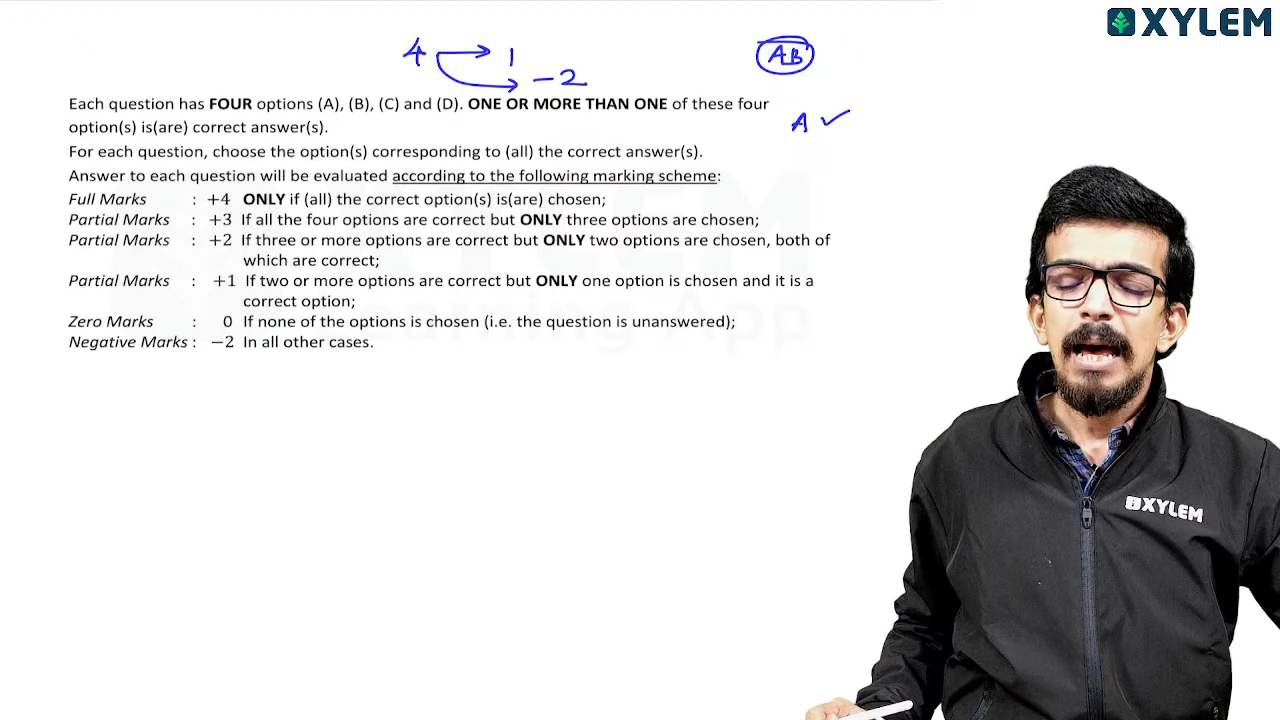 XYLEM
4 → 1
-2
AB
A ✓
Each question has FOUR options (A), (B), (C) and (D). ONE OR MORE THAN ONE of these four
option(s) is(are) correct answer(s).
For each question, choose the option(s) corresponding to (all) the correct answer(s).
Answer to each question will be evaluated according to the following marking scheme:
Full Marks : +4 ONLY if (all) the correct option(s) is(are) chosen;
Partial Marks : +3 If all the four options are correct but ONLY three options are chosen;
Partial Marks : +2 If three or more options are correct but ONLY two options are chosen, both of
which are correct;
Partial Marks : +1 If two or more options are correct but ONLY one option is chosen and it is a
correct option;
Zero Marks : 0 If none of the options is chosen (i.e. the question is unanswered);
Negative Marks : −2 In all other cases.
XYLEM
Learning App
XYLEM